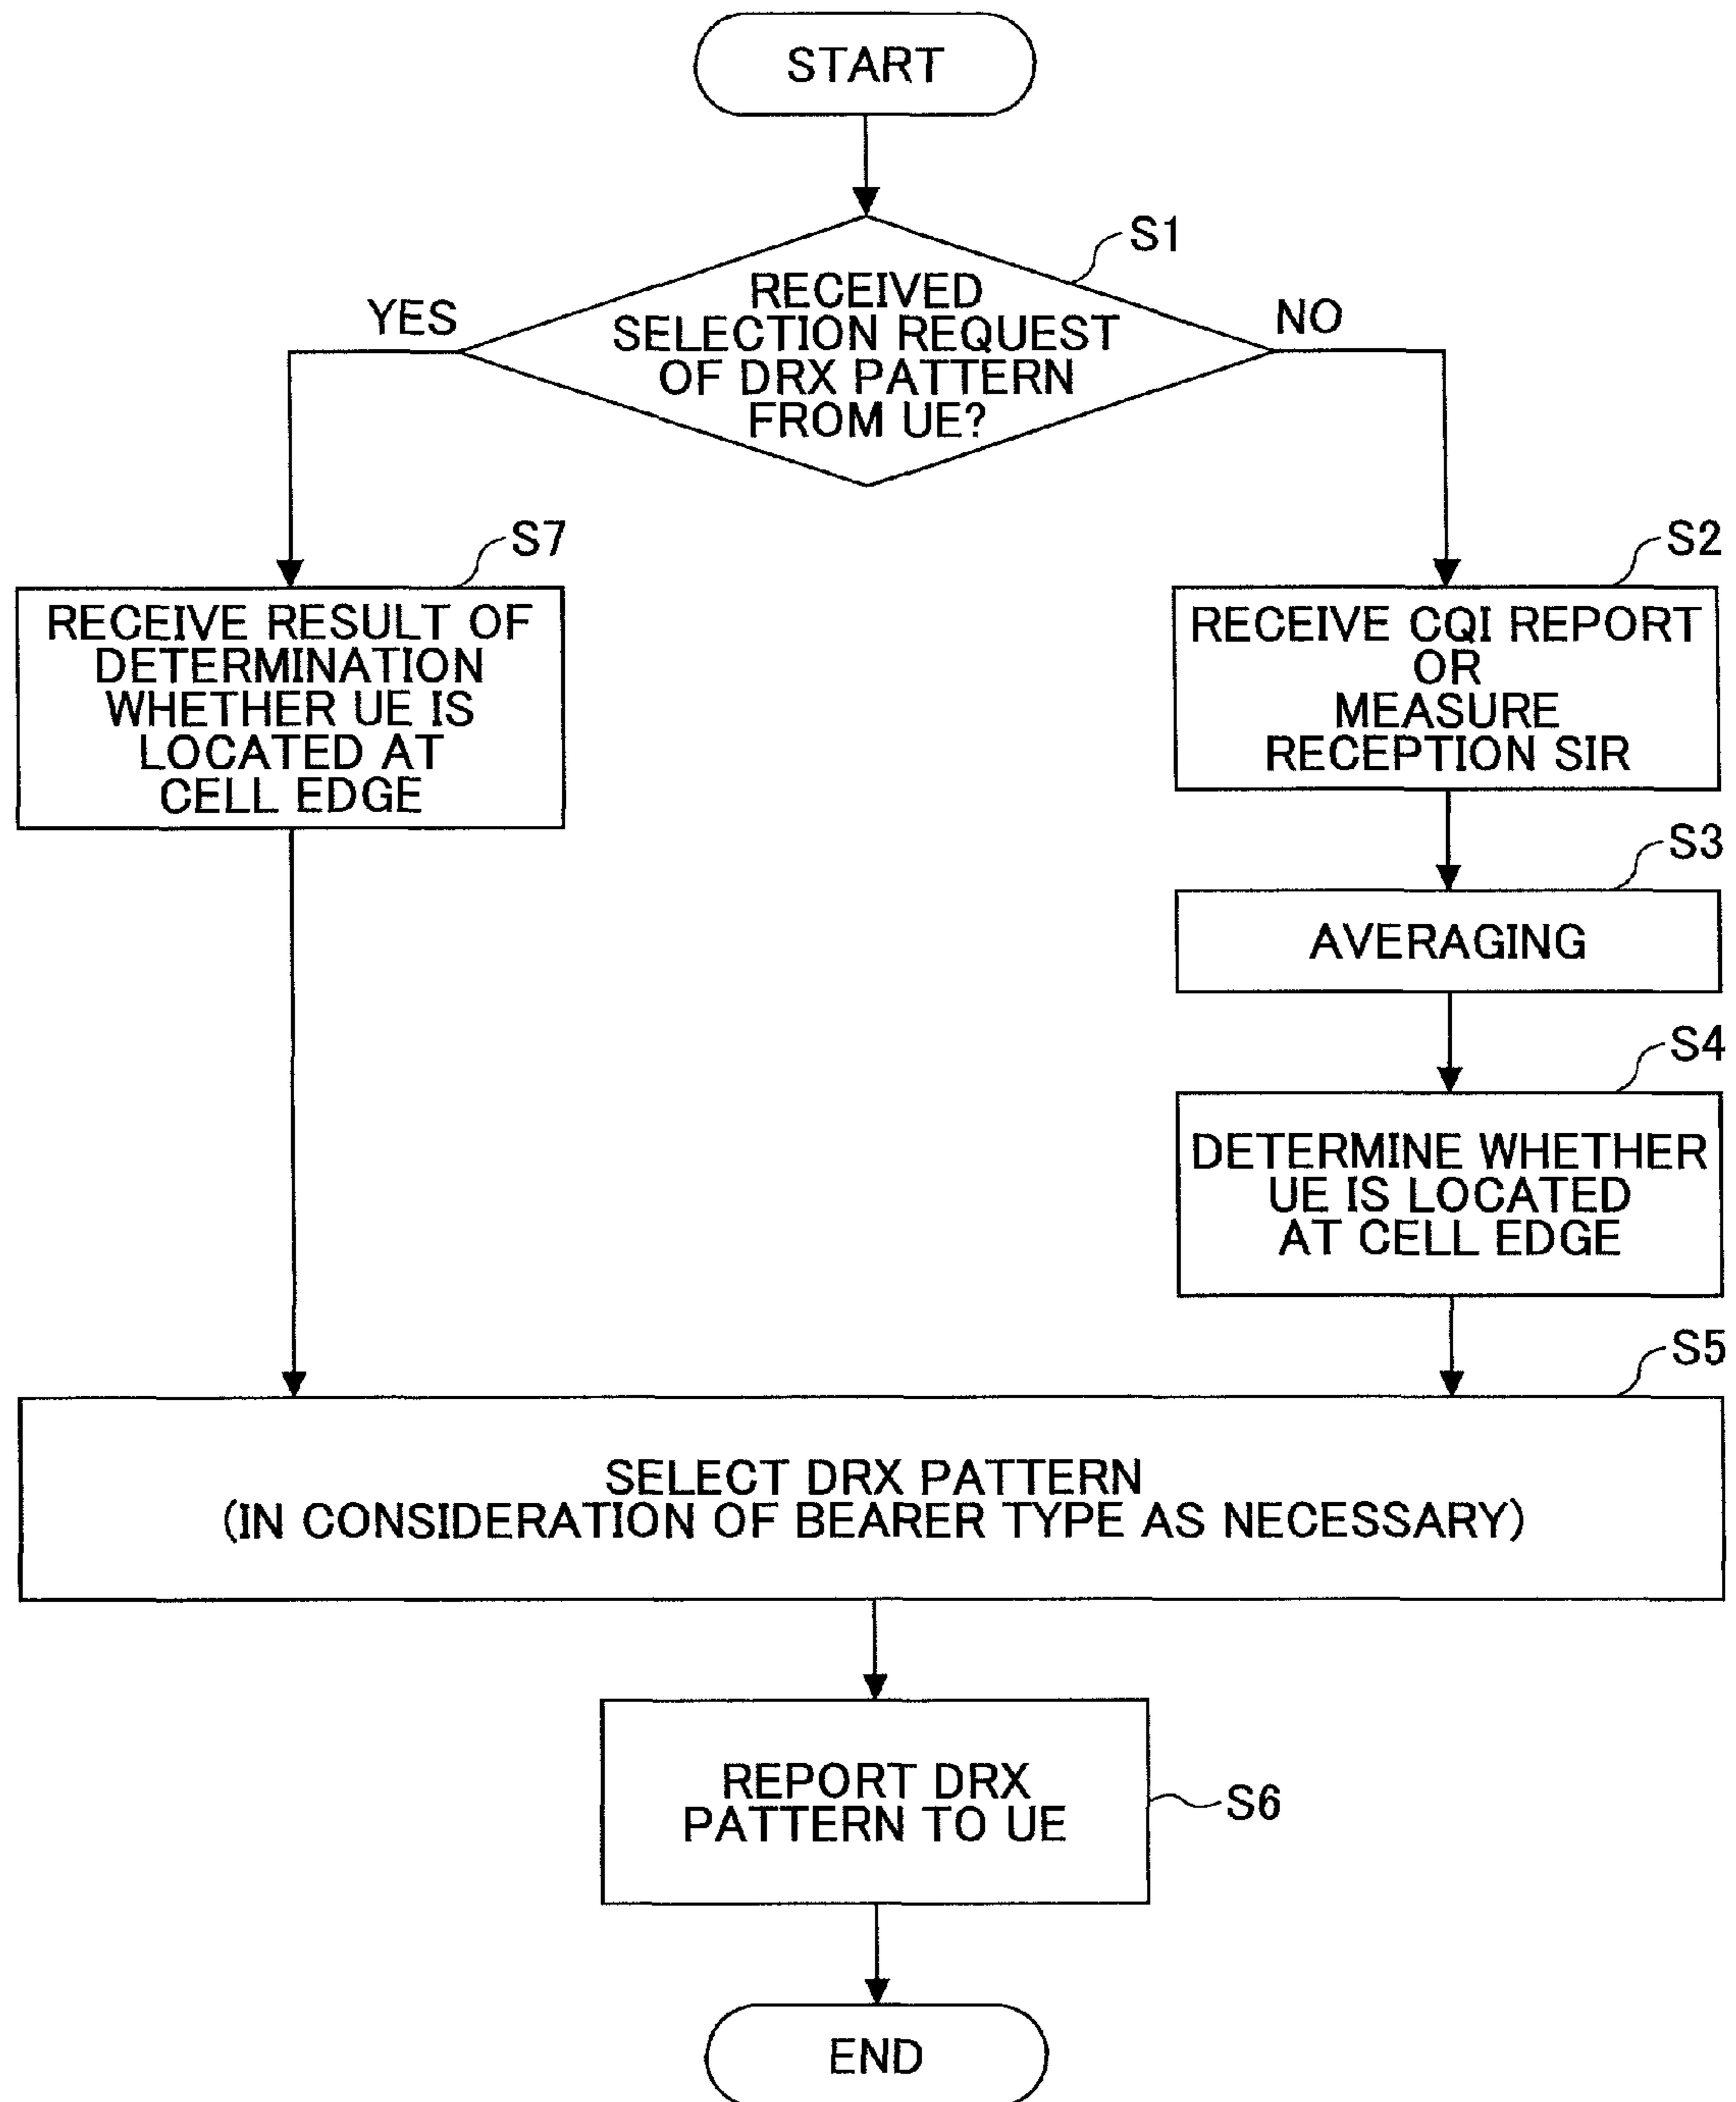 START
S1
RECEIVED
SELECTION REQUEST
OF DRX PATTERN
FROM UE?
YES
NO
S7
RECEIVE RESULT OF
DETERMINATION
WHETHER UE IS
LOCATED AT
CELL EDGE
S2
RECEIVE CQI REPORT
OR
MEASURE
RECEPTION SIR
S3
AVERAGING
S4
DETERMINE WHETHER
UE IS LOCATED
AT CELL EDGE
S5
SELECT DRX PATTERN
(IN CONSIDERATION OF BEARER TYPE AS NECESSARY)
REPORT DRX
PATTERN TO UE
S6
END